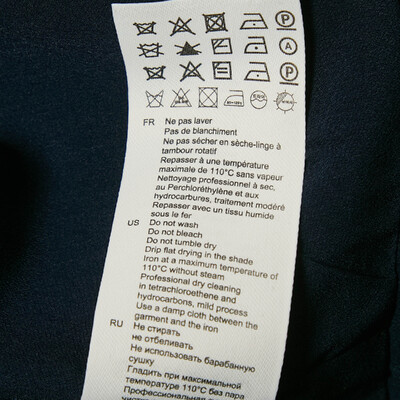 P
A
P
FR Ne pas laver
Pas de blanchiment
Ne pas sécher en sèche-linge à
tambour rotatif
Repasser à une température
maximale de 110°C sans vapeur
Nettoyage professionnel à sec,
au Perchloréthylène et aux
hydrocarbures, traitement modéré
Repasser avec un tissu humide
sous le fer
US Do not wash
Do not bleach
Do not tumble dry
Drip flat drying in the shade
Iron at a maximum temperature of
110°C without steam
Professional dry cleaning
in tetrachloroethene and
hydrocarbons, mild process
Use a damp cloth between the
garment and the iron
RU Не стирать
не отбеливать
Не использовать барабанную
сушку
Гладить при максимальной
температуре 110°C без пара
Профессиональная